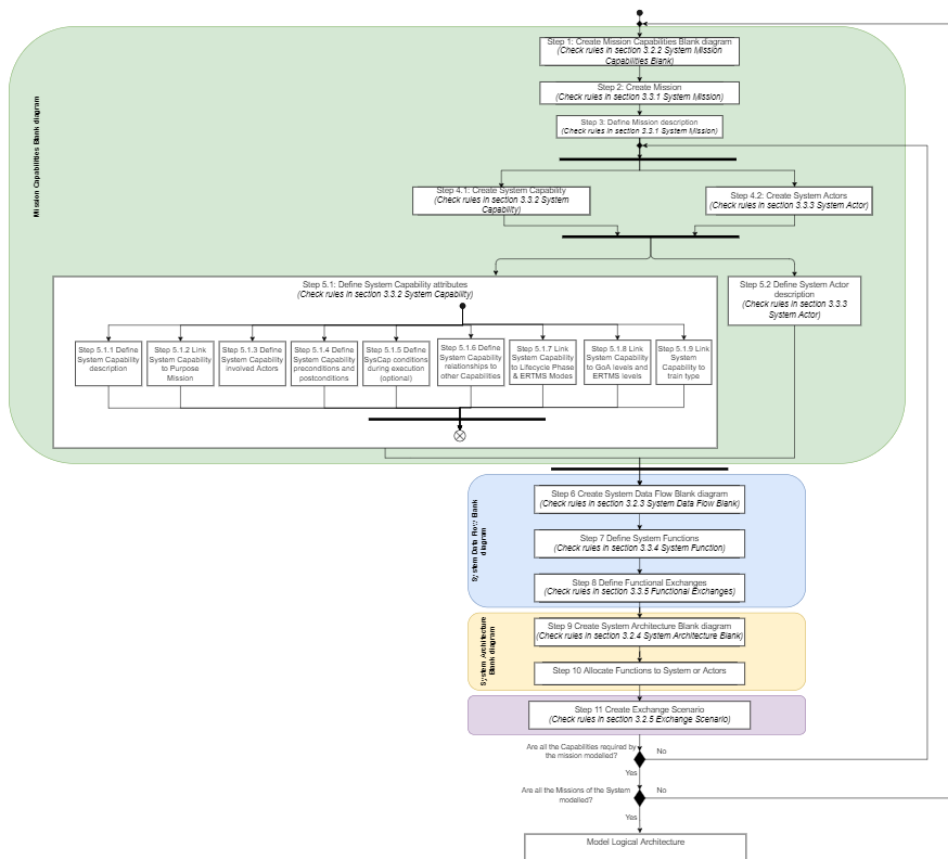 Mission Capabilities Blank diagram
Step 1: Create Mission Capabilities Blank diagram
(Check rules in section 3.2.2 System Mission
Capabilities Blank)
Step 2: Create Mission
(Check rules in section 3.3.1 System Mission)
Step 3: Define Mission description
(Check rules in section 3.3.1 System Mission)
Step 4.1: Create System Capability
(Check rules in section 3.3.2 System
Capability)
Step 4.2: Create System Actors
(Check rules in section 3.3.3 System Actor)
Step 5.1: Define System Capability attributes
(Check rules in section 3.3.2 System Capability)
Step 5.2 Define System Actor
description
(Check rules in section 3.3.3
System Actor)
Step 5.1.1 Define
System Capability
description
Step 5.1.2 Link
System Capability
to Purpose
Mission
Step 5.1.3 Define
System Capability
involved Actors
Step 5.1.4 Define
System Capability
preconditions and
postconditions
Step 5.1.5 Define
SysCap conditions
during execution
(optional)
Step 5.1.6 Define
System Capability
relationships to
other Capabilities
Step 5.1.7 Link
System Capability
to Lifecycle Phase
& ERTMS Modes
Step 5.1.8 Link
System Capability
to GoA levels and
ERTMS levels
Step 5.1.9 Link
System
Capability to
train type
System Data Flow Blank
diagram
Step 6 Create System Data Flow Blank diagram
(Check rules in section 3.2.3 System Data Flow Blank)
Step 7 Define System Functions
(Check rules in section 3.3.4 System Function)
Step 8 Define Functional Exchanges
(Check rules in section 3.3.5 Functional Exchanges)
System Architecture
Blank diagram
Step 9 Create System Architecture Blank diagram
(Check rules in section 3.2.4 System Architecture Blank)
Step 10 Allocate Functions to System or Actors
Step 11 Create Exchange Scenario
(Check rules in section 3.2.5 Exchange Scenario)
Are all the Capabilities required by
the mission modelled?
No
Yes
Are all the Missions of the System
modelled?
No
Yes
Model Logical Architecture